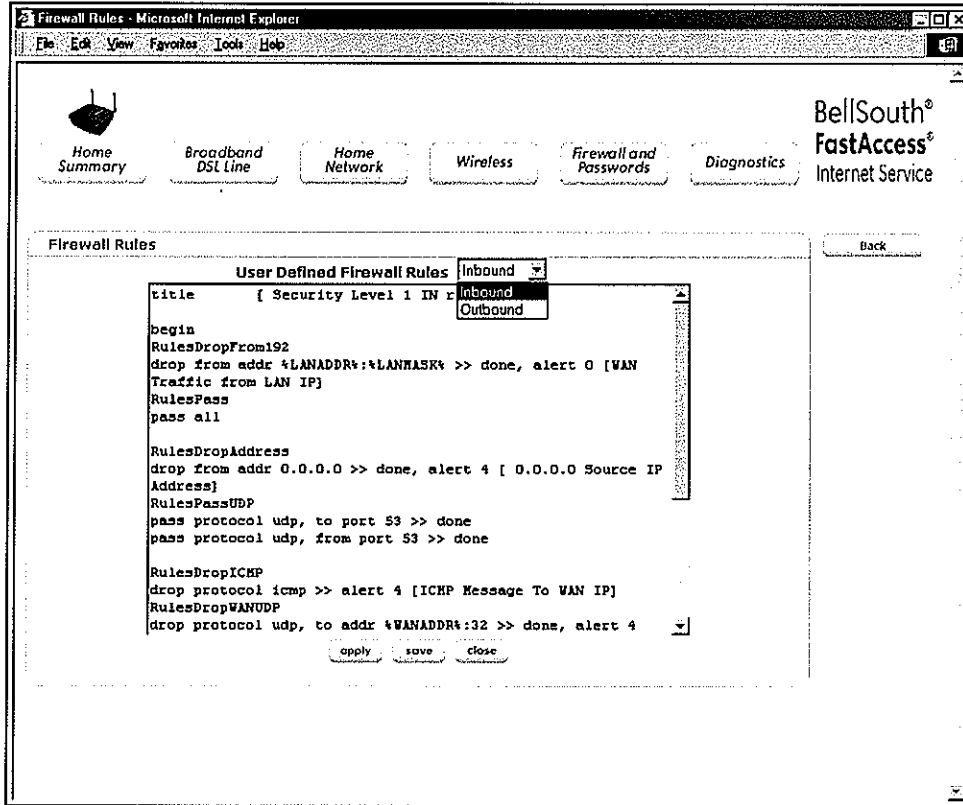 Firewall Rules - Microsoft Internet Explorer
File Edit View Favorites Tools Help
BellSouth®
FastAccess®
Internet Service
Home Summary
Broadband DSL Line
Home Network
Wireless
Firewall and Passwords
Diagnostics
Firewall Rules
Back
User Defined Firewall Rules Inbound
Inbound
Outbound
title [ Security Level 1 IN r
begin
RulesDropFrom192
drop from addr %LANADDR%:%LANMASK% >> done, alert 0 [WAN
Traffic from LAN IP]
RulesPass
pass all
RulesDropAddress
drop from addr 0.0.0.0 >> done, alert 4 [ 0.0.0.0 Source IP
Address]
RulesPassUDP
pass protocol udp, to port 53 >> done
pass protocol udp, from port 53 >> done
RulesDropICMP
drop protocol icmp >> alert 4 [ICMP Message To WAN IP]
RulesDropWANUDP
drop protocol udp, to addr %WANADDR%:32 >> done, alert 4
apply save close